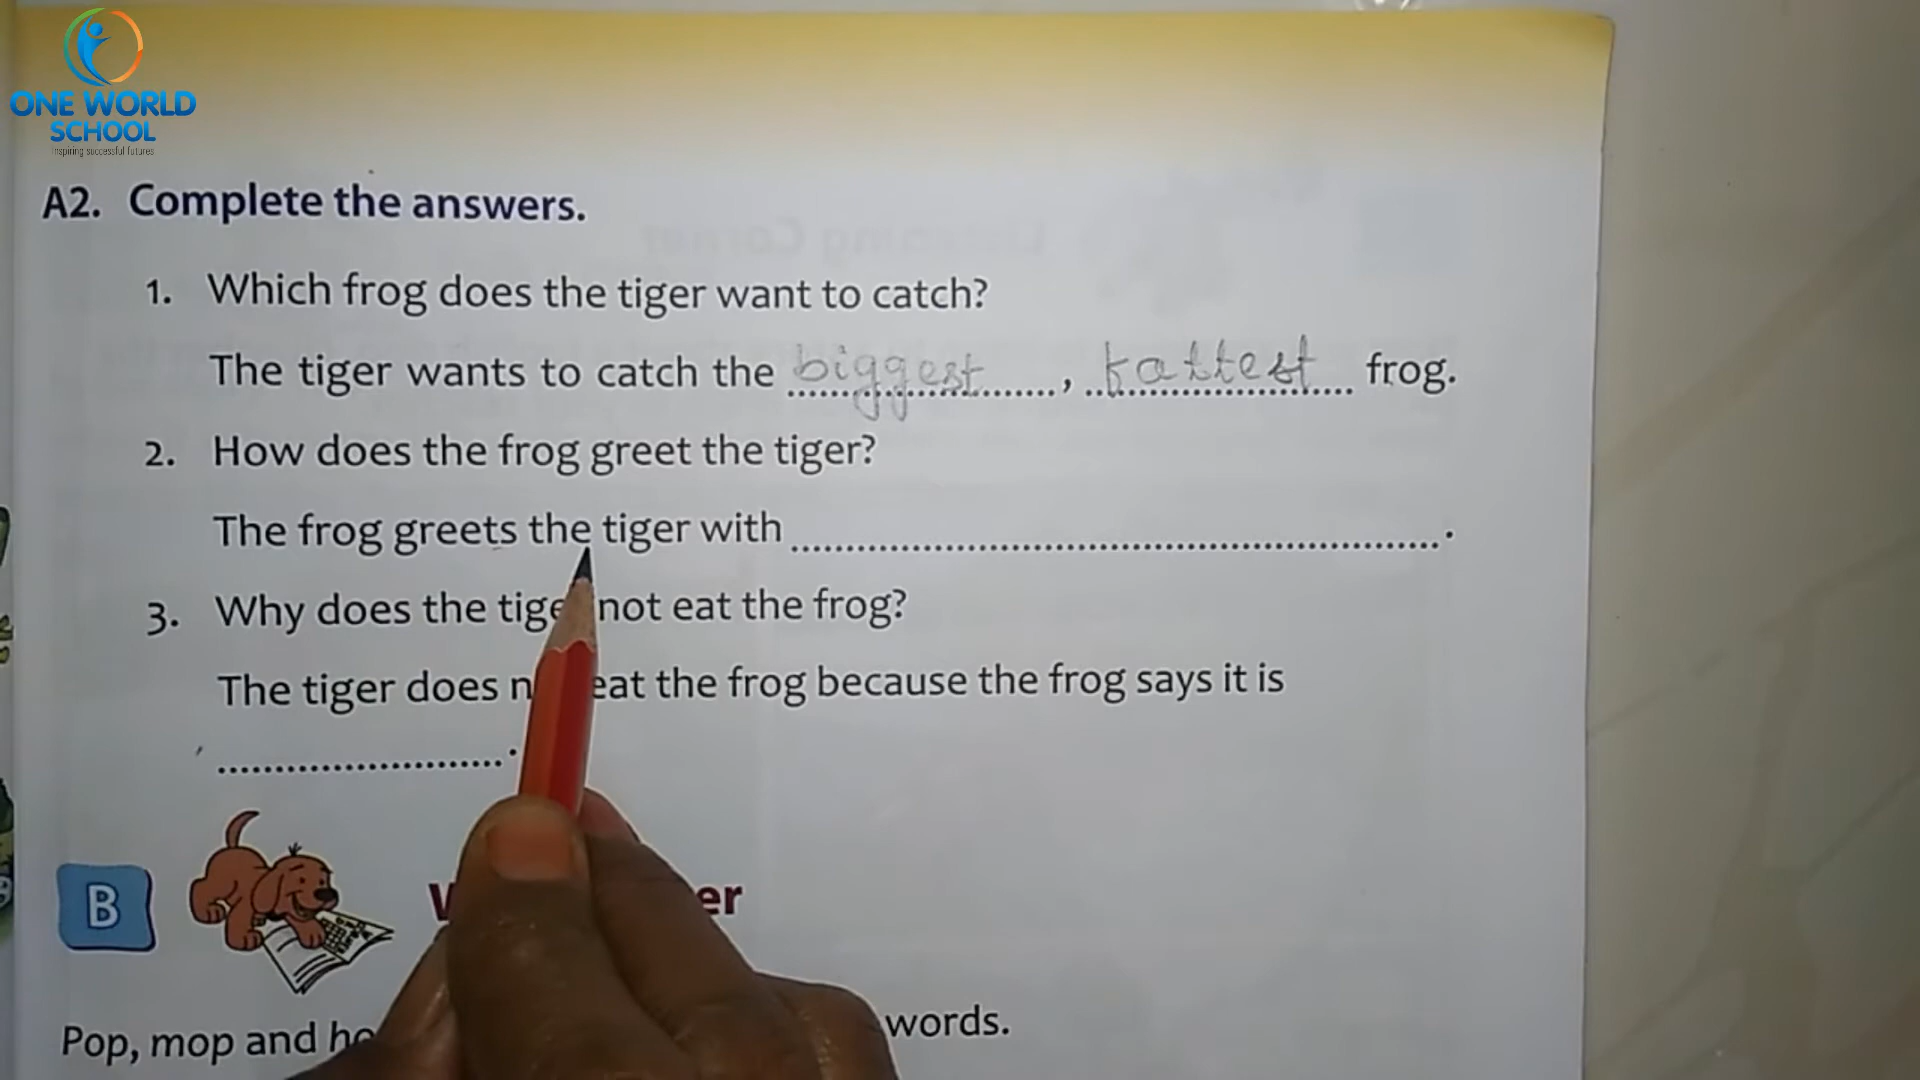 ONE WORLD
SCHOOL
Inspiring successful futures
A2. Complete the answers.
1. Which frog does the tiger want to catch?
The tiger wants to catch the biggest, fattest frog.
2. How does the frog greet the tiger?
The frog greets the tiger with .
3. Why does the tige not eat the frog?
The tiger does n eat the frog because the frog says it is
.
B
er
Pop, mop and words.